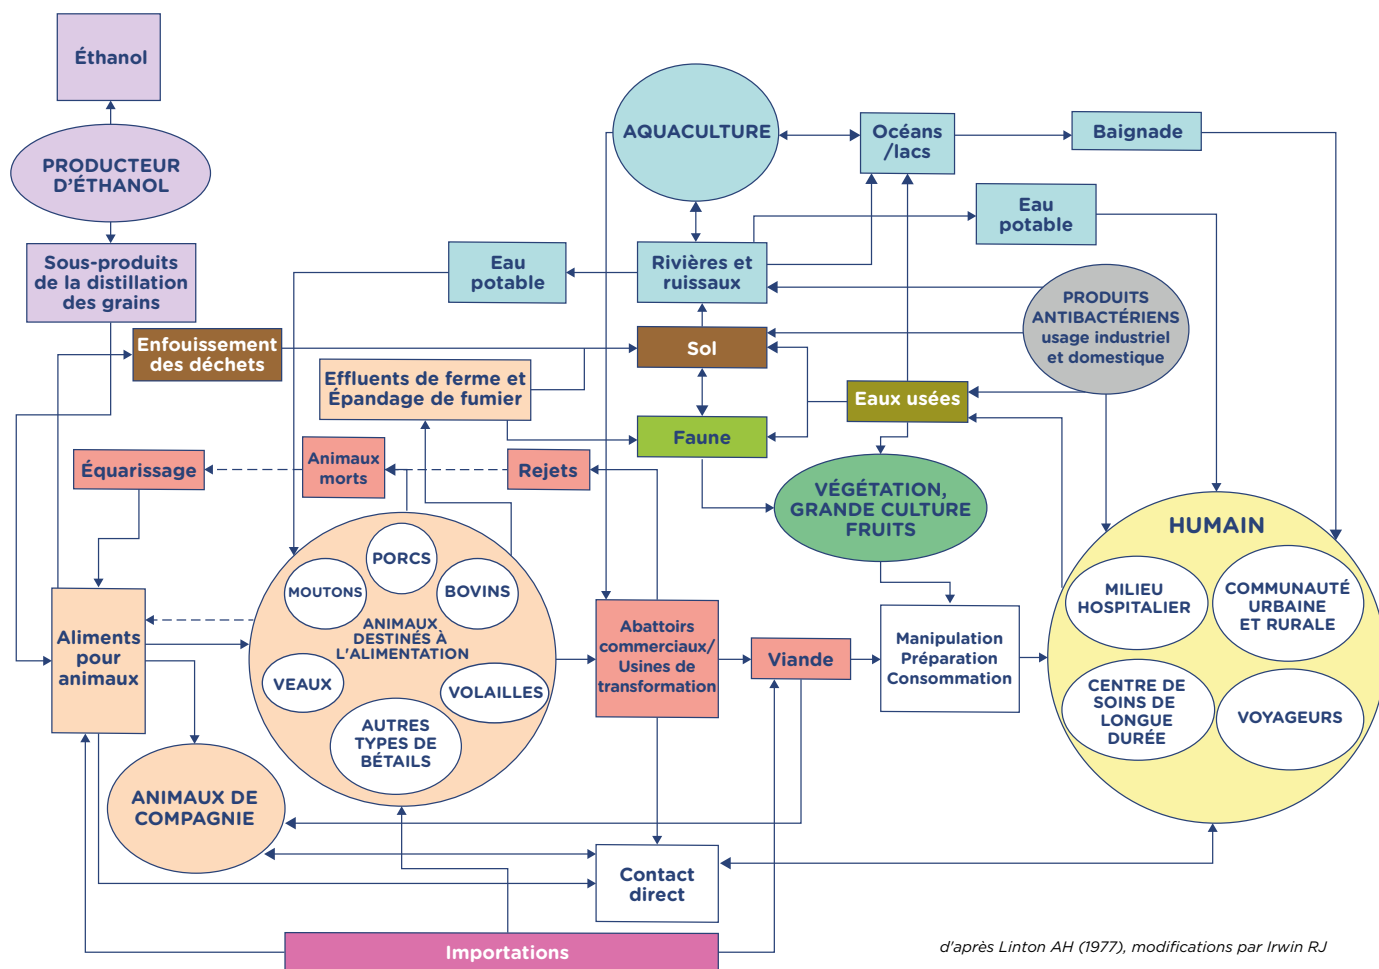 Éthanol
PRODUCTEUR
D'ÉTHANOL
Sous-produits
de la distillation
des grains
Enfouissement
des déchets
Effluents de ferme et
Épandage de fumier
Équarissage
Animaux
morts
Rejets
Eau
potable
AQUACULTURE
Océans
/lacs
Baignade
Eau
potable
Rivières et
ruissaux
Sol
Faune
Eaux usées
PRODUITS
ANTIBACTÉRIENS
usage industriel
et domestique
VÉGÉTATION,
GRANDE CULTURE
FRUITS
Aliments
pour
animaux
ANIMAUX DE
COMPAGNIE
PORCS
MOUTONS
BOVINS
ANIMAUX
DESTINÉS À
L'ALIMENTATION
VEAUX
VOLAILLES
AUTRES
TYPES DE
BÉTAILS
Abattoirs
commerciaux/
Usines de
transformation
Viande
Manipulation
Préparation
Consommation
HUMAIN
MILIEU
HOSPITALIER
COMMUNAUTÉ
URBAINE
ET RURALE
CENTRE DE
SOINS DE
LONGUE
DURÉE
VOYAGEURS
Contact
direct
Importations
d'après Linton AH (1977), modifications par Irwin RJ